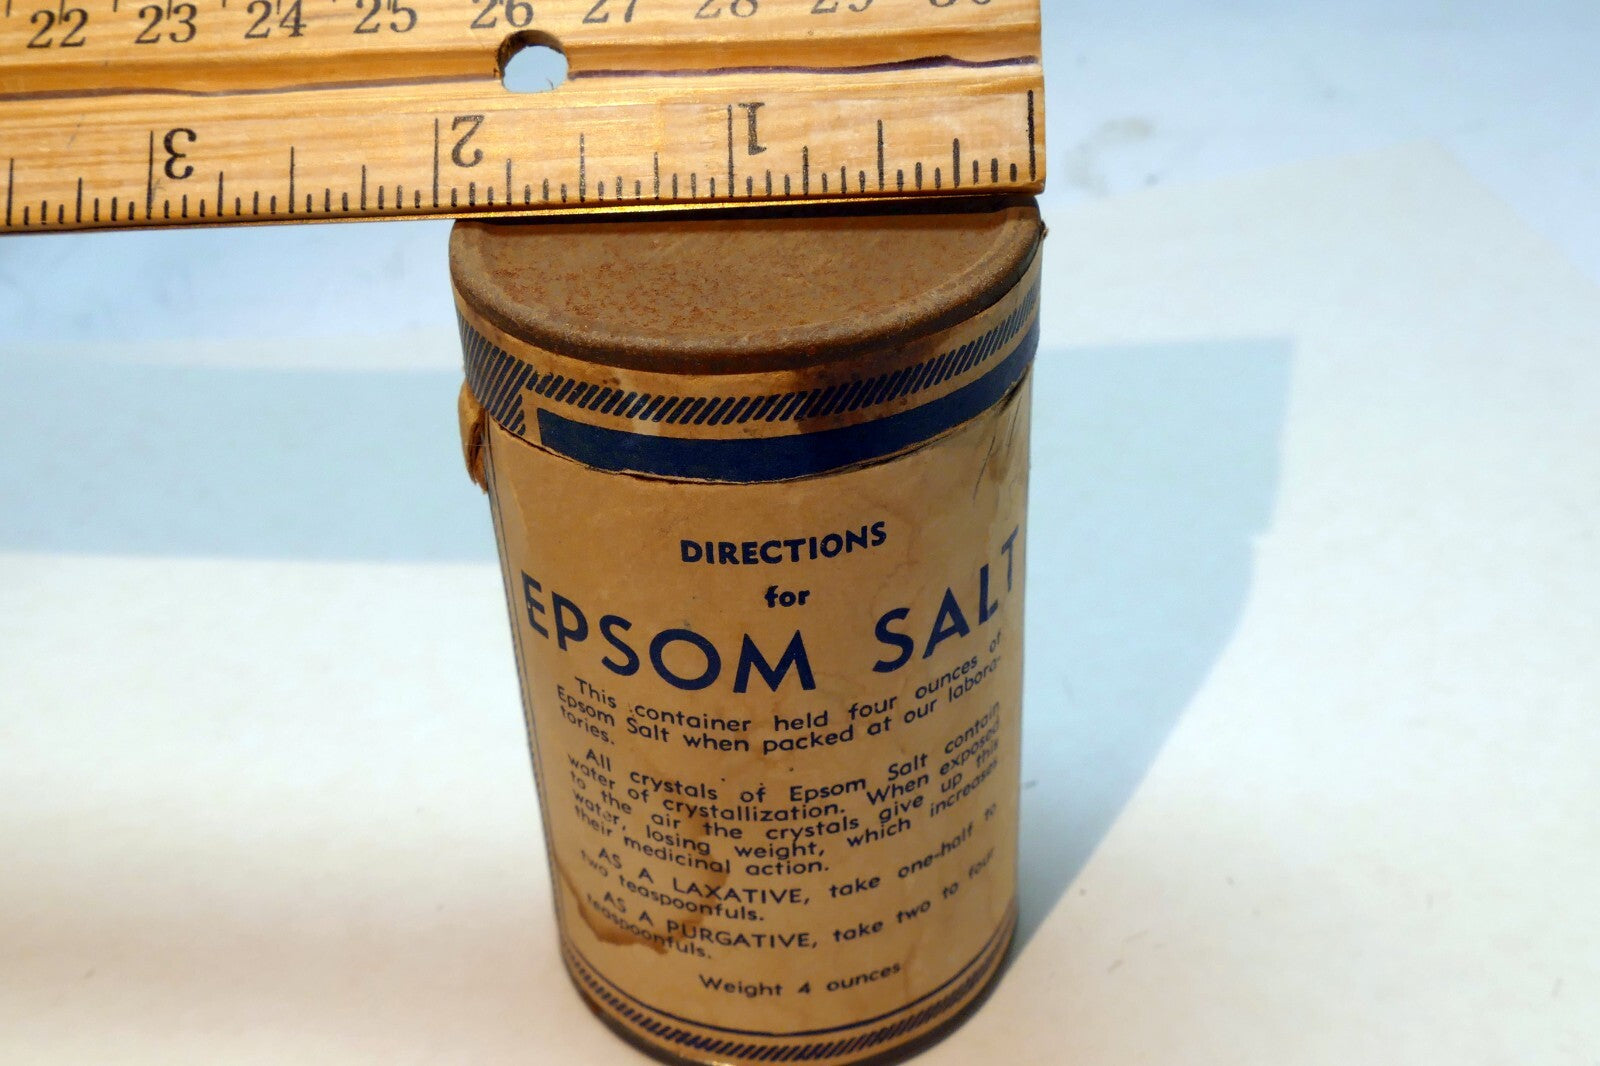 22 23 24 25 26 27 28 29 30
3 2 1
DIRECTIONS
for
EPSOM SALT
This container held four ounces of
Epsom Salt when packed at our labora-
tories.
All crystals of Epsom Salt contain
water of crystallization. When exposed
to the air the crystals give up this
water, losing weight, which increases
their medicinal action.
AS A LAXATIVE, take one-half to
two teaspoonfuls.
AS A PURGATIVE, take two to four
teaspoonfuls.
Weight 4 ounces